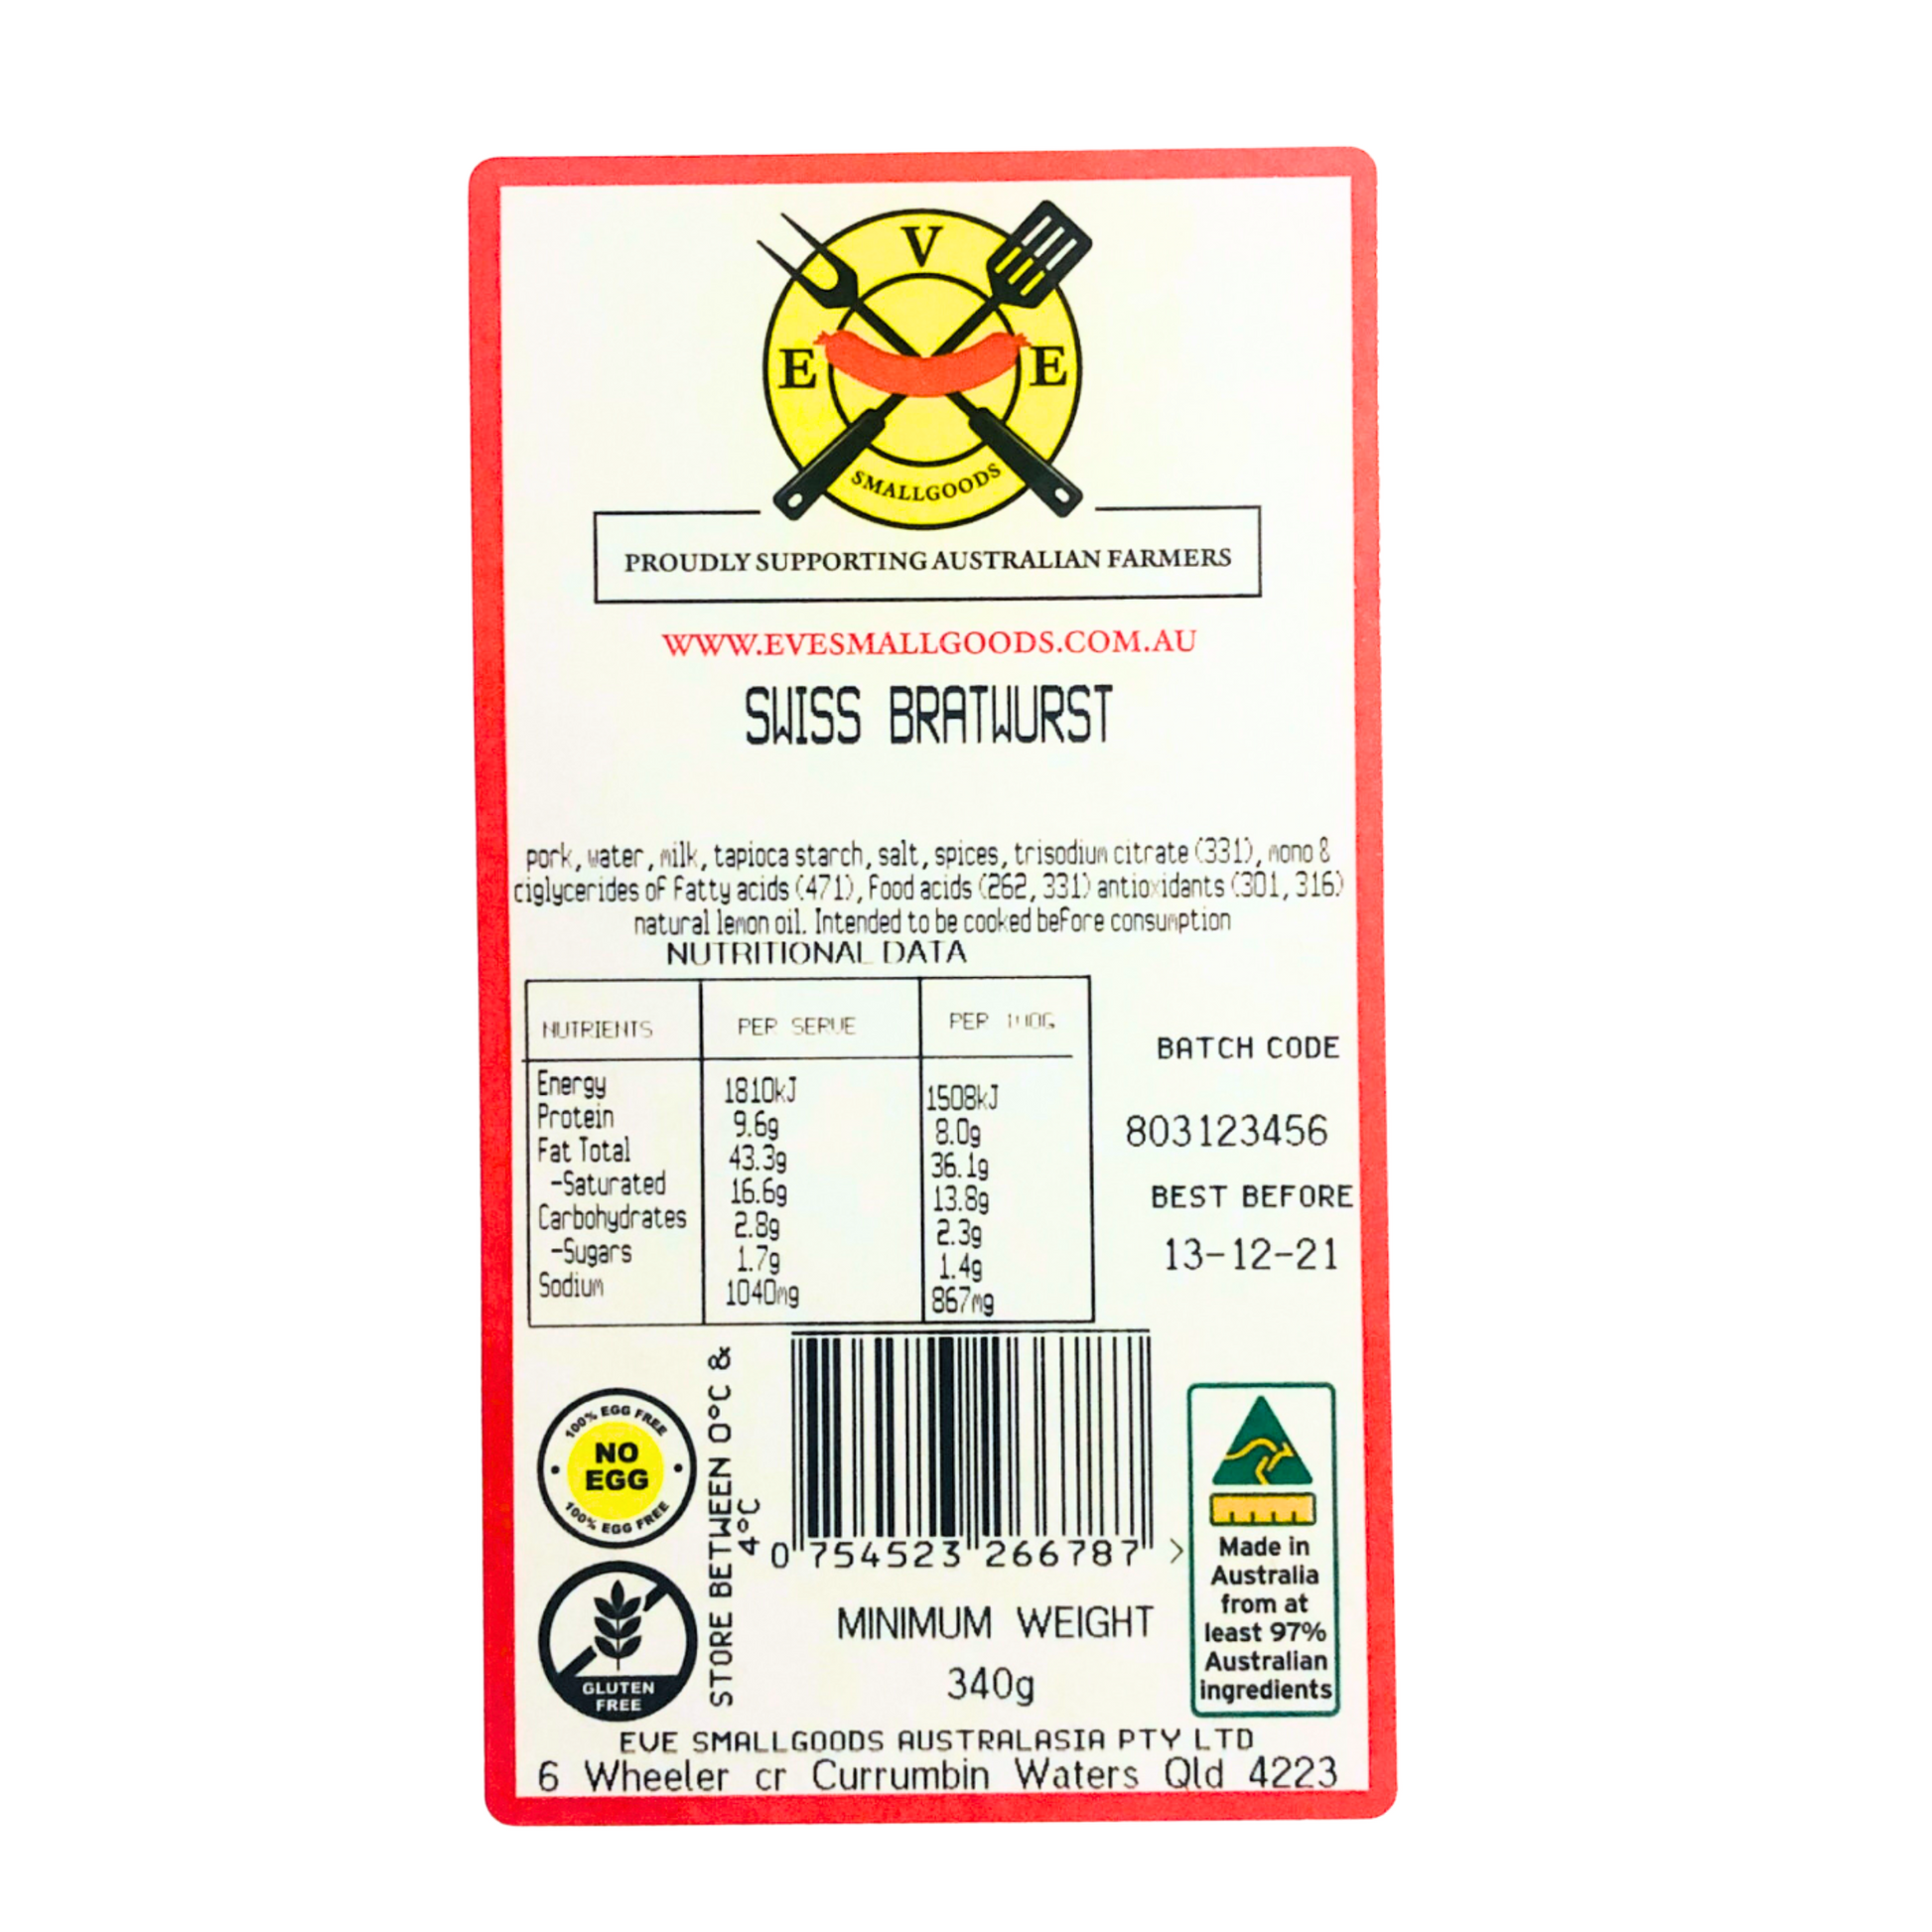 V
E E
SMALLGOODS
PROUDLY SUPPORTING AUSTRALIAN FARMERS
WWW.EVESMALLGOODS.COM.AU
SWISS BRATWURST
pork, water, milk, tapioca starch, salt, spices, trisodium citrate (331), mono &
ciglycerides of Fatty acids (471), Food acids (262, 331) antioxidants (301, 316)
natural lemon oil. Intended to be cooked before consumption
NUTRITIONAL DATA
NUTRIENTS PER SERVE PER 100G
Energy 1810kJ 1508kJ
Protein 9.6g 8.0g
Fat Total 43.3g 36.1g
-Saturated 16.6g 13.8g
Carbohydrates 2.8g 2.3g
-Sugars 1.7g 1.4g
Sodium 1040mg 867mg
BATCH CODE
803123456
BEST BEFORE
13-12-21
100% EGG FREE
NO
EGG
100% EGG FREE
GLUTEN
FREE
STORE BETWEEN 0°C &
4°C
0 754523 266787 >
MINIMUM WEIGHT
340g
Made in
Australia
from at
least 97%
Australian
ingredients
EVE SMALLGOODS AUSTRALASIA PTY LTD
6 Wheeler cr Currumbin Waters Qld 4223